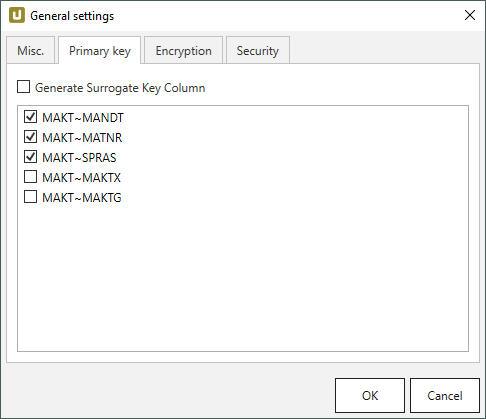 General settings
Misc. Primary key Encryption Security
Generate Surrogate Key Column
MAKT~MANDT
MAKT~MATNR
MAKT~SPRAS
MAKT~MAKTX
MAKT~MAKTG
OK Cancel